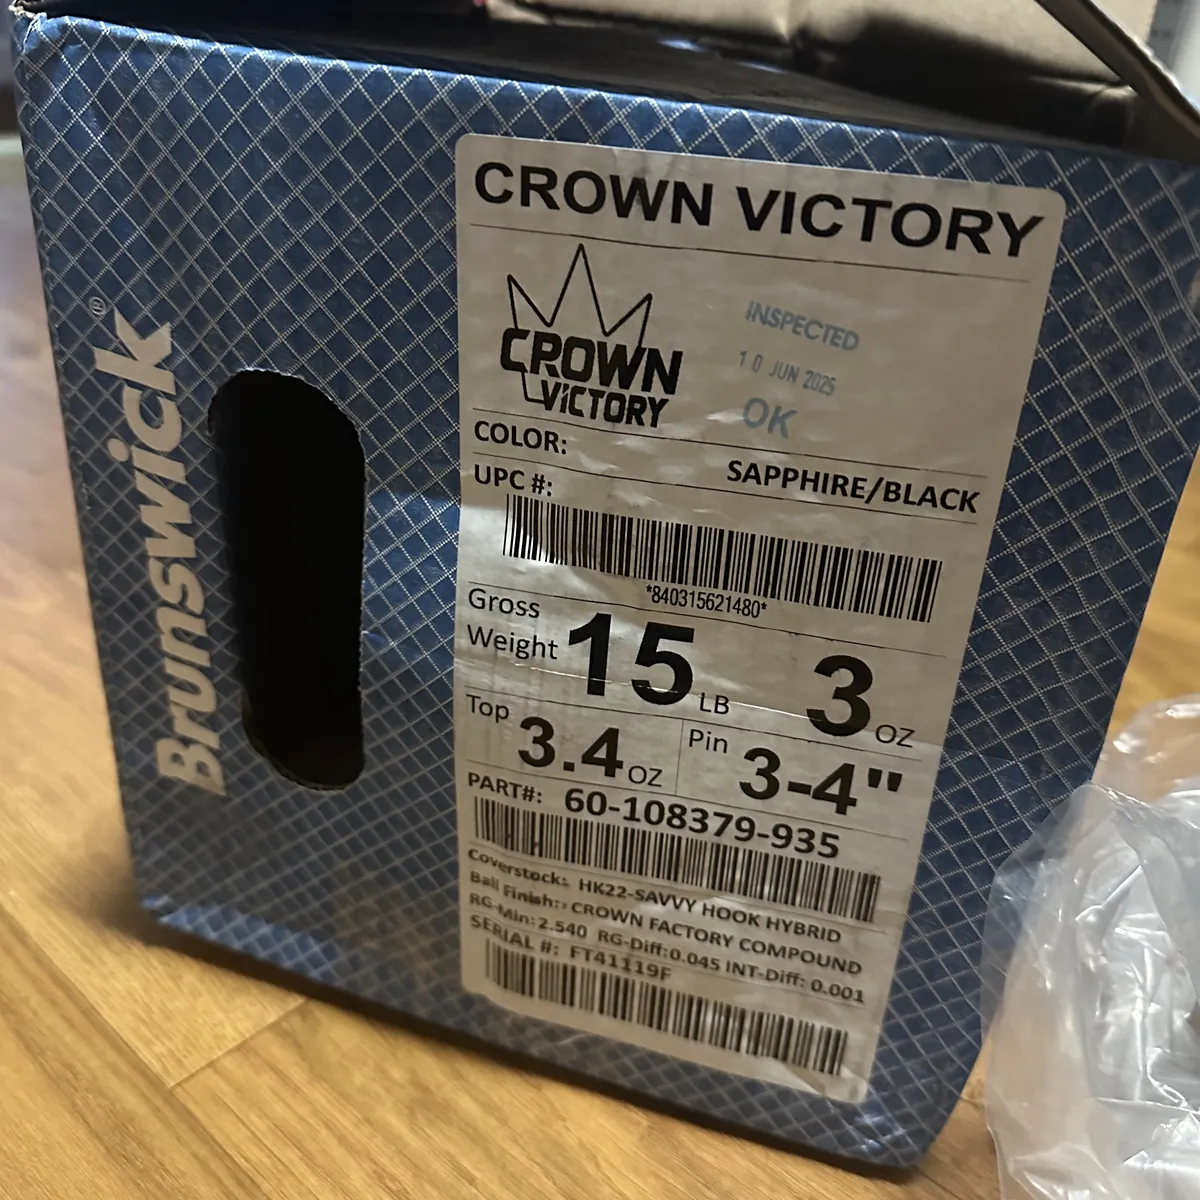 Brunswick®
CROWN VICTORY
CROWN
VICTORY
INSPECTED
10 JUN 2025
OK
COLOR:
SAPPHIRE/BLACK
UPC #:
*840315621480*
Gross
Weight 15 LB 3 OZ
Top 3.4 OZ Pin 3-4"
PART#: 60-108379-935
Coverstock: HK22-SAVVY HOOK HYBRID
Ball Finish: CROWN FACTORY COMPOUND
RG-Min: 2.540 RG-Diff: 0.045 INT-Diff: 0.001
SERIAL #: FT41119F